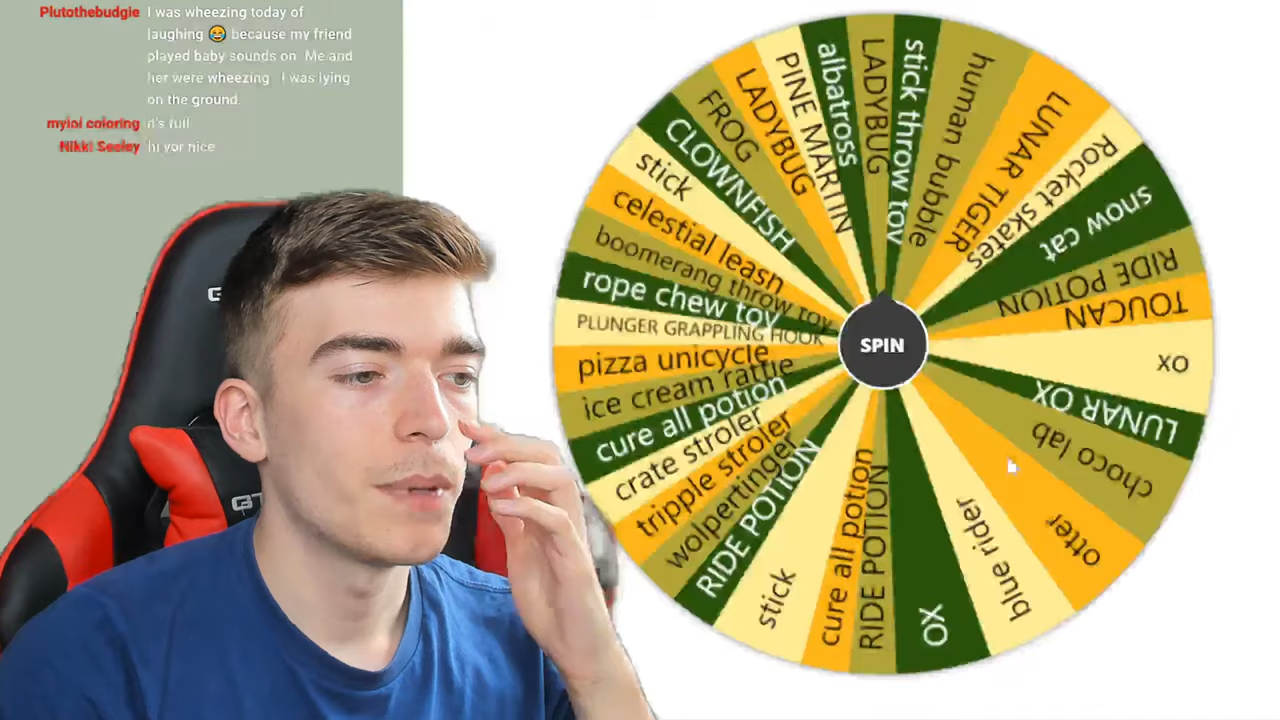 Plutothebudgie I was wheezing today of
laughing 😂 because my friend
played baby sounds on Me and
her were wheezing I was lying
on the ground
mylol coloring it's full
Nikki Seeley hi yor nice
stick throw toy
human bubble
LUNAR TIGER
Rocket skates
snow cat
RIDE POTION
TOUCAN
ox
LUNAR OX
choco lab
otter
blue rider
OX
RIDE POTION
cure all potion
stick
RIDE POTION
wolpertinger
tripple stroler
crate stroler
cure all potion
ice cream rattle
pizza unicycle
PLUNGER GRAPPLING HOOK
rope chew toy
boomerang throw toy
celestial leash
stick
CLOWNFISH
FROG
LADYBUG
PINE MARTIN
albatross
LADYBUG
SPIN
GT